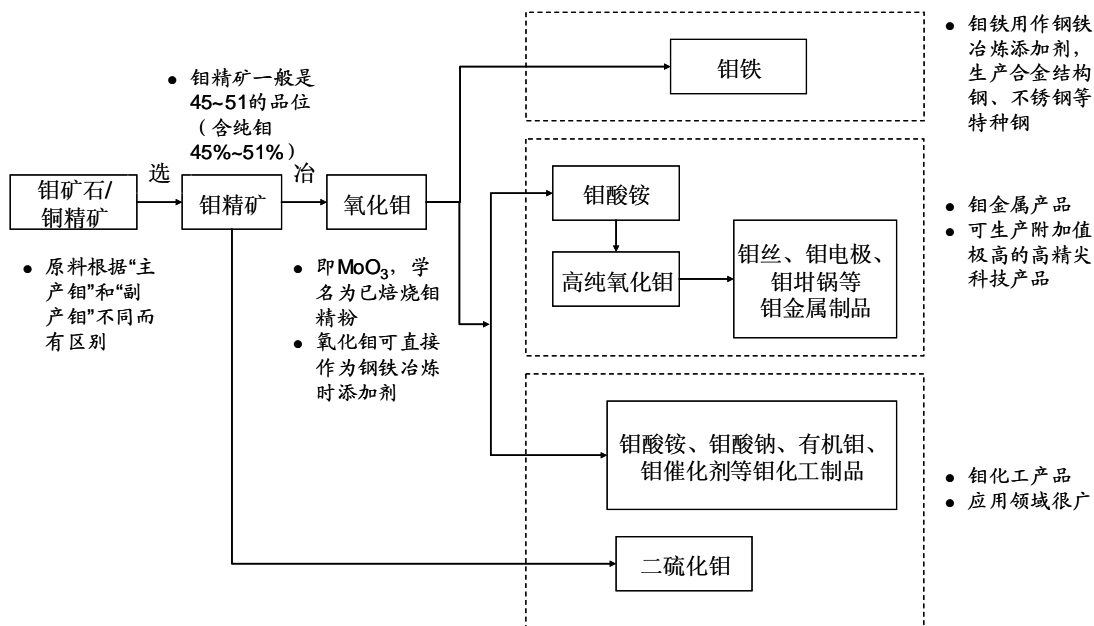 ● 钼精矿一般是
45~51的品位
（含纯钼
45%~51%）
选
冶
钼矿石/
铜精矿
钼精矿
氧化钼
● 原料根据“主
产钼”和“副
产钼”不同而
有区别
● 即MoO₃，学
名为已焙烧钼
精粉
● 氧化钼可直接
作为钢铁冶炼
时添加剂
钼铁
● 钼铁用作钢铁
冶炼添加剂，
生产合金结构
钢、不锈钢等
特种钢
钼酸铵
高纯氧化钼
钼丝、钼电极、
钼坩锅等
钼金属制品
● 钼金属产品
● 可生产附加值
极高的高精尖
科技产品
钼酸铵、钼酸钠、有机钼、
钼催化剂等钼化工制品
二硫化钼
● 钼化工产品
● 应用领域很广